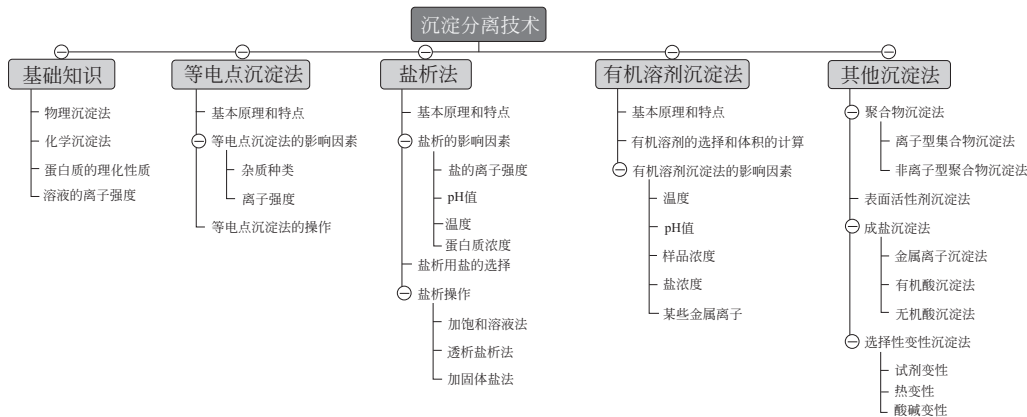 沉淀分离技术
基础知识
物理沉淀法
化学沉淀法
蛋白质的理化性质
溶液的离子强度
等电点沉淀法
基本原理和特点
等电点沉淀法的影响因素
杂质种类
离子强度
等电点沉淀法的操作
盐析法
基本原理和特点
盐析的影响因素
盐的离子强度
pH值
温度
蛋白质浓度
盐析用盐的选择
盐析操作
加饱和溶液法
透析盐析法
加固体盐法
有机溶剂沉淀法
基本原理和特点
有机溶剂的选择和体积的计算
有机溶剂沉淀法的影响因素
温度
pH值
样品浓度
盐浓度
某些金属离子
其他沉淀法
聚合物沉淀法
离子型集合物沉淀法
非离子型聚合物沉淀法
表面活性剂沉淀法
成盐沉淀法
金属离子沉淀法
有机酸沉淀法
无机酸沉淀法
选择性变性沉淀法
试剂变性
热变性
酸碱变性